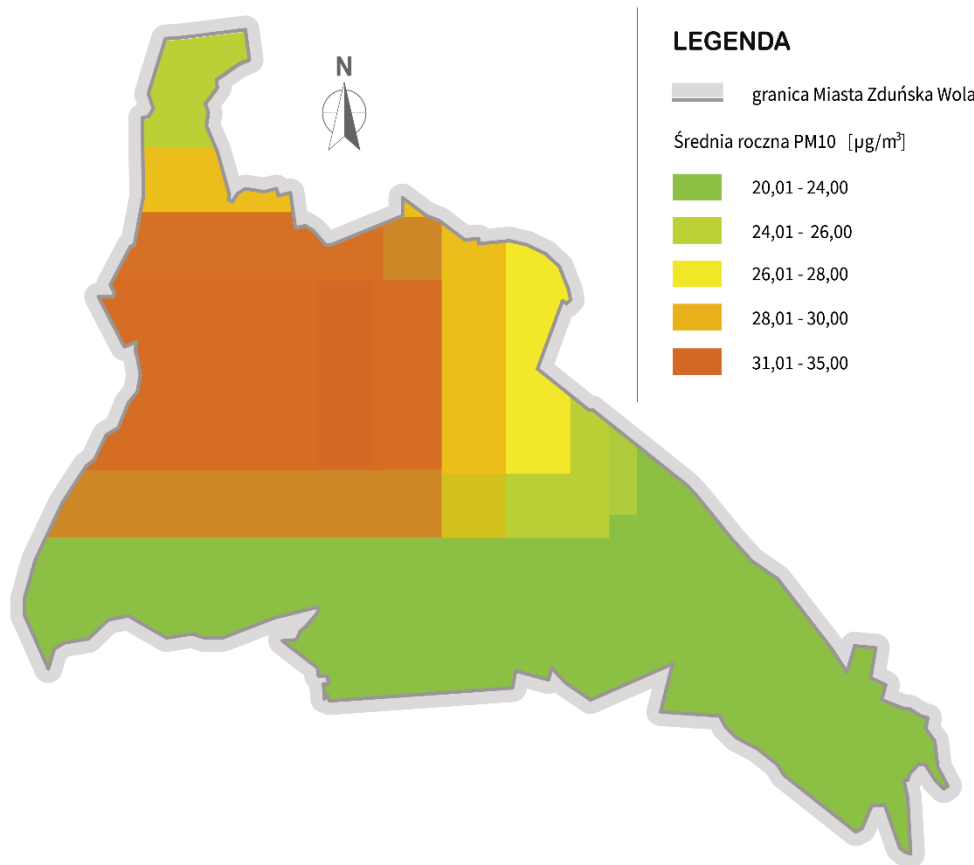 N
LEGENDA
granica Miasta Zduńska Wola
Średnia roczna PM10 [µg/m³]
20,01 - 24,00
24,01 - 26,00
26,01 - 28,00
28,01 - 30,00
31,01 - 35,00